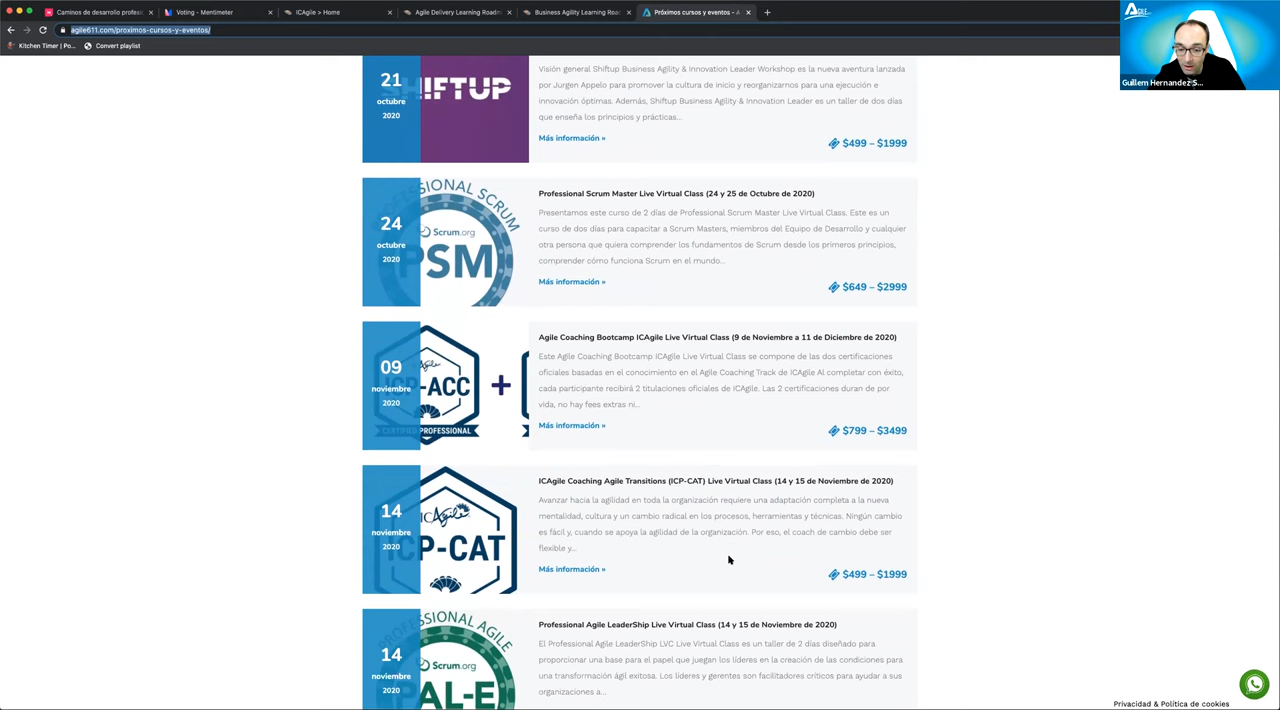 Caminos de desarrollo profesi
Voting - Mentimeter
ICAgile > Home
Agile Delivery Learning Roadm
Business Agility Learning Roa
Próximos cursos y eventos - A
agile611.com/proximos-cursos-y-eventos/
Kitchen Timer | Po...
Convert playlist
Guillem Hernandez S...
21
octubre
2020
SHIFTUP
Visión general Shiftup Business Agility & Innovation Leader Workshop es la nueva aventura lanzada
por Jurgen Appelo para promover la cultura de inicio y reorganizarnos para una ejecución e
innovación óptimas. Además, Shiftup Business Agility & Innovation Leader es un taller de dos días
que enseña los principios y prácticas...
Más información »
$499 – $1999
24
octubre
2020
PROFESSIONAL SCRUM
Scrum.org
PSM
Professional Scrum Master Live Virtual Class (24 y 25 de Octubre de 2020)
Presentamos este curso de 2 días de Professional Scrum Master Live Virtual Class. Este es un
curso de dos días para capacitar a Scrum Masters, miembros del Equipo de Desarrollo y cualquier
otra persona que quiera comprender los fundamentos de Scrum desde los primeros principios,
comprender cómo funciona Scrum en el mundo...
Más información »
$649 – $2999
09
noviembre
2020
Agile
ICP-ACC
CERTIFIED PROFESSIONAL
+
Agile Coaching Bootcamp ICAgile Live Virtual Class (9 de Noviembre a 11 de Diciembre de 2020)
Este Agile Coaching Bootcamp ICAgile Live Virtual Class se compone de las dos certificaciones
oficiales basadas en el conocimiento en el Agile Coaching Track de ICAgile Al completar con éxito,
cada participante recibirá 2 titulaciones oficiales de ICAgile. Las 2 certificaciones duran de por
vida, no hay fees extras ni...
Más información »
$799 – $3499
14
noviembre
2020
ICAgile
ICP-CAT
ICAgile Coaching Agile Transitions (ICP-CAT) Live Virtual Class (14 y 15 de Noviembre de 2020)
Avanzar hacia la agilidad en toda la organización requiere una adaptación completa a la nueva
mentalidad, cultura y un cambio radical en los procesos, herramientas y técnicas. Ningún cambio
es fácil y, cuando se apoya la agilidad de la organización. Por eso, el coach de cambio debe ser
flexible y...
Más información »
$499 – $1999
14
noviembre
2020
PROFESSIONAL AGILE
Scrum.org
PAL-E
Professional Agile LeaderShip Live Virtual Class (14 y 15 de Noviembre de 2020)
El Professional Agile LeaderShip LVC Live Virtual Class es un taller de 2 días diseñado para
proporcionar una base para el papel que juegan los líderes en la creación de las condiciones para
una transformación ágil exitosa. Los líderes y gerentes son facilitadores críticos para ayudar a sus
organizaciones a...
Privacidad & Política de cookies